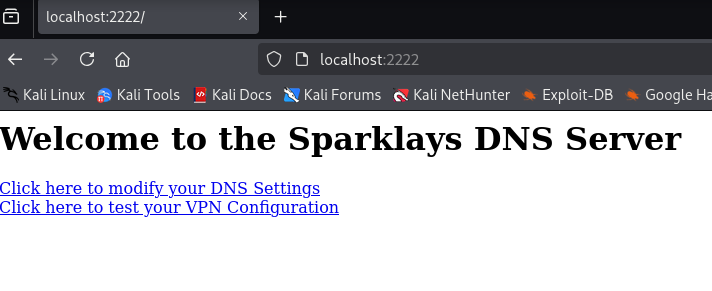 localhost:2222/
localhost:2222
Kali Linux Kali Tools Kali Docs Kali Forums Kali NetHunter Exploit-DB Google Ha
Welcome to the Sparklays DNS Server
Click here to modify your DNS Settings
Click here to test your VPN Configuration